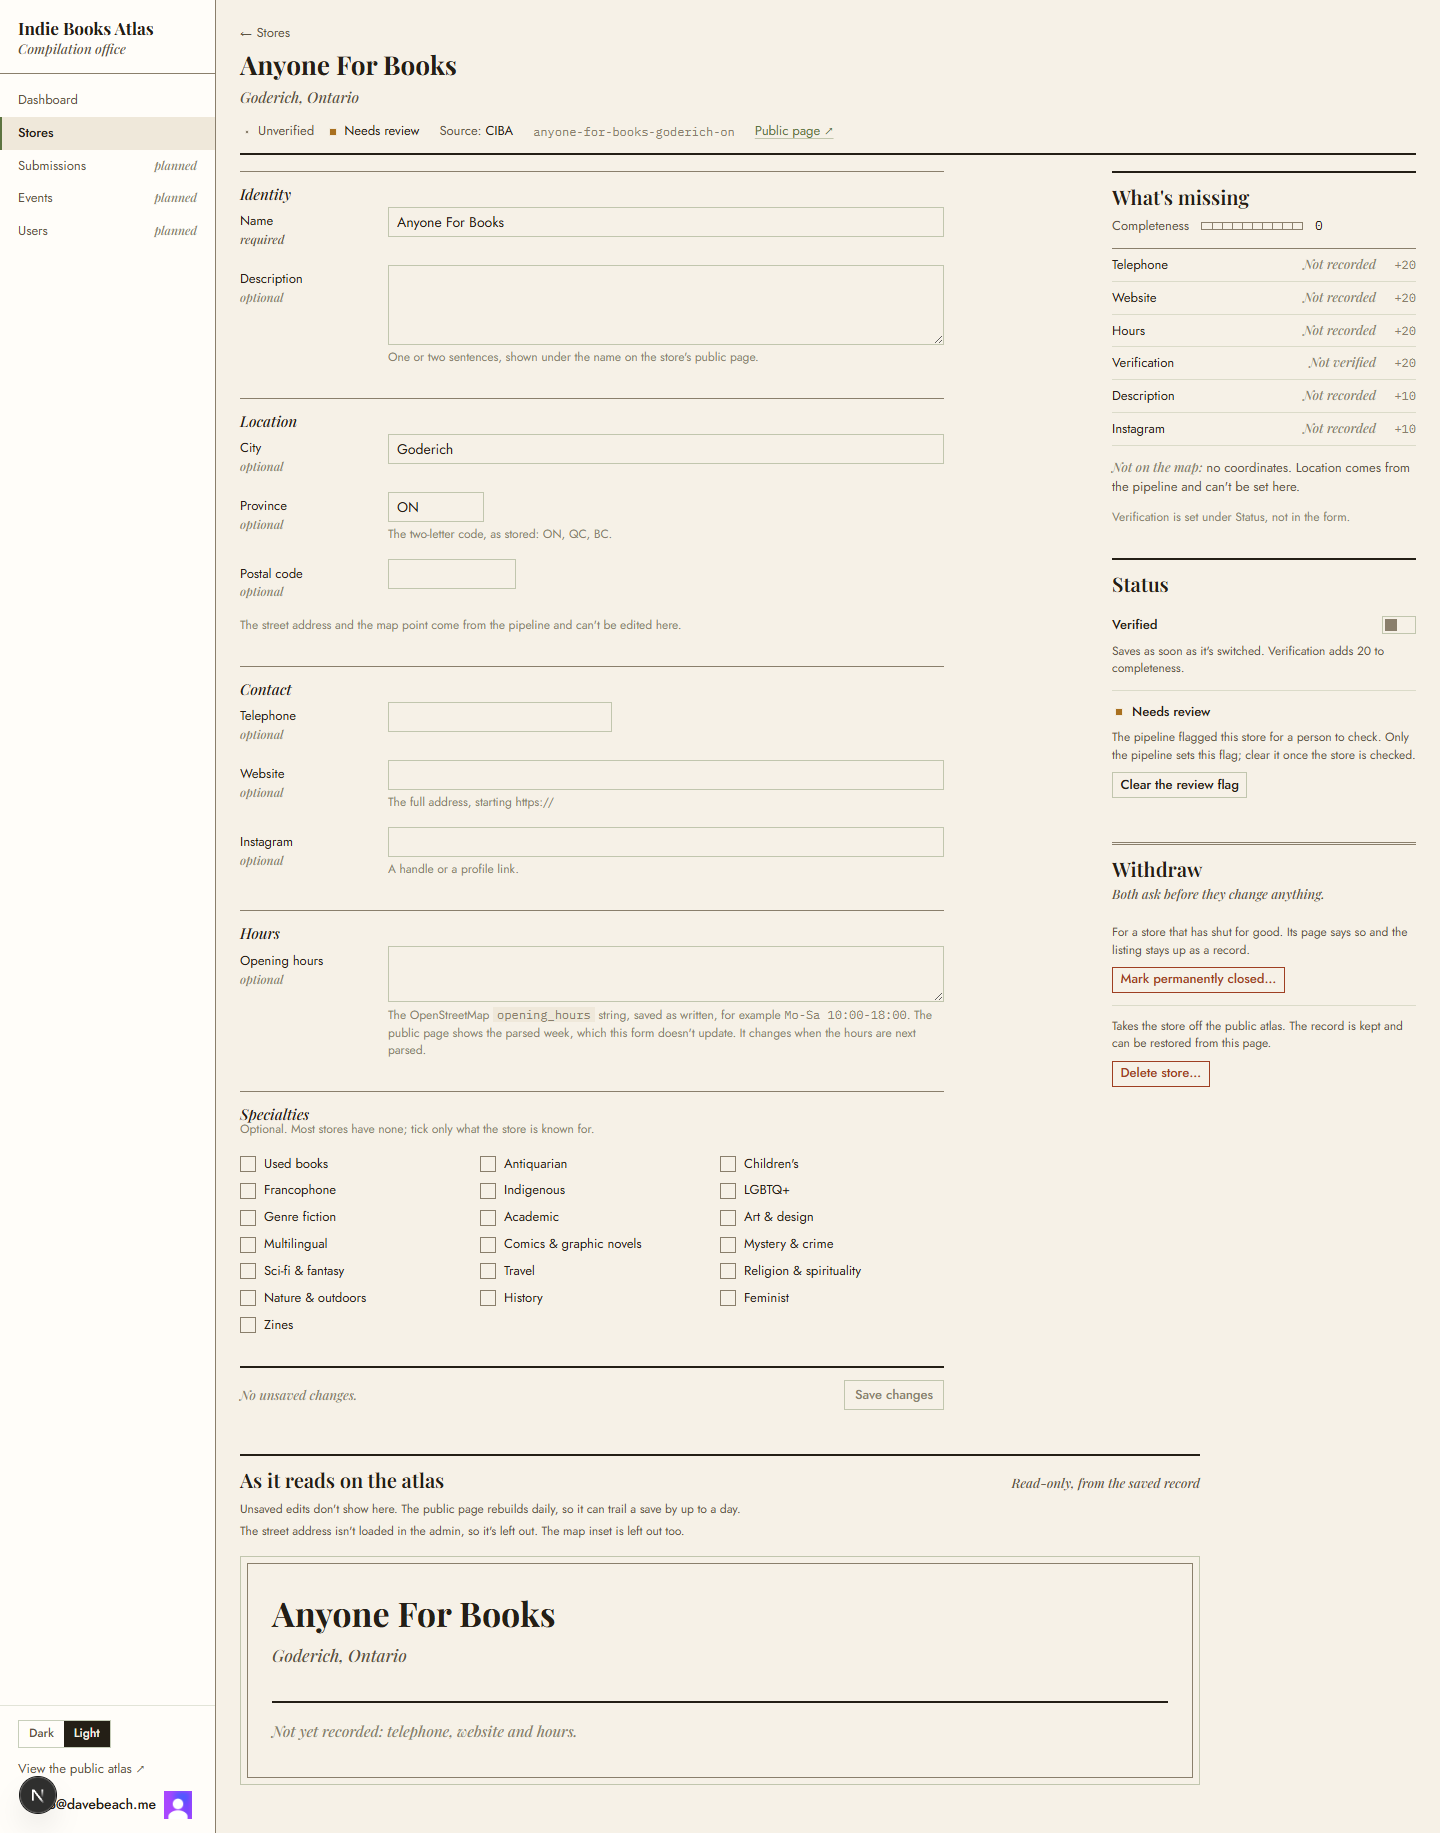 Indie Books Atlas
Compilation office
Dashboard
Stores
Submissions planned
Events planned
Users planned
← Stores
Anyone For Books
Goderich, Ontario
· Unverified Needs review Source: CIBA anyone-for-books-goderich-on Public page ↗
Identity
Name
required
Anyone For Books
Description
optional
One or two sentences, shown under the name on the store's public page.
Location
City
optional
Goderich
Province
optional
ON
The two-letter code, as stored: ON, QC, BC.
Postal code
optional
The street address and the map point come from the pipeline and can't be edited here.
Contact
Telephone
optional
Website
optional
The full address, starting https://
Instagram
optional
A handle or a profile link.
Hours
Opening hours
optional
The OpenStreetMap opening_hours string, saved as written, for example Mo-Sa 10:00-18:00. The
public page shows the parsed week, which this form doesn't update. It changes when the hours are next
parsed.
Specialties
Optional. Most stores have none; tick only what the store is known for.
Used books Antiquarian Children's
Francophone Indigenous LGBTQ+
Genre fiction Academic Art & design
Multilingual Comics & graphic novels Mystery & crime
Sci-fi & fantasy Travel Religion & spirituality
Nature & outdoors History Feminist
Zines
No unsaved changes. Save changes
What's missing
Completeness 0
Telephone Not recorded +20
Website Not recorded +20
Hours Not recorded +20
Verification Not verified +20
Description Not recorded +10
Instagram Not recorded +10
Not on the map: no coordinates. Location comes from
the pipeline and can't be set here.
Verification is set under Status, not in the form.
Status
Verified
Saves as soon as it's switched. Verification adds 20 to
completeness.
Needs review
The pipeline flagged this store for a person to check. Only
the pipeline sets this flag; clear it once the store is checked.
Clear the review flag
Withdraw
Both ask before they change anything.
For a store that has shut for good. Its page says so and the
listing stays up as a record.
Mark permanently closed...
Takes the store off the public atlas. The record is kept and
can be restored from this page.
Delete store...
As it reads on the atlas
Read-only, from the saved record
Unsaved edits don't show here. The public page rebuilds daily, so it can trail a save by up to a day.
The street address isn't loaded in the admin, so it's left out. The map inset is left out too.
Anyone For Books
Goderich, Ontario
Not yet recorded: telephone, website and hours.
Dark Light
View the public atlas ↗
N
@davebeach.me